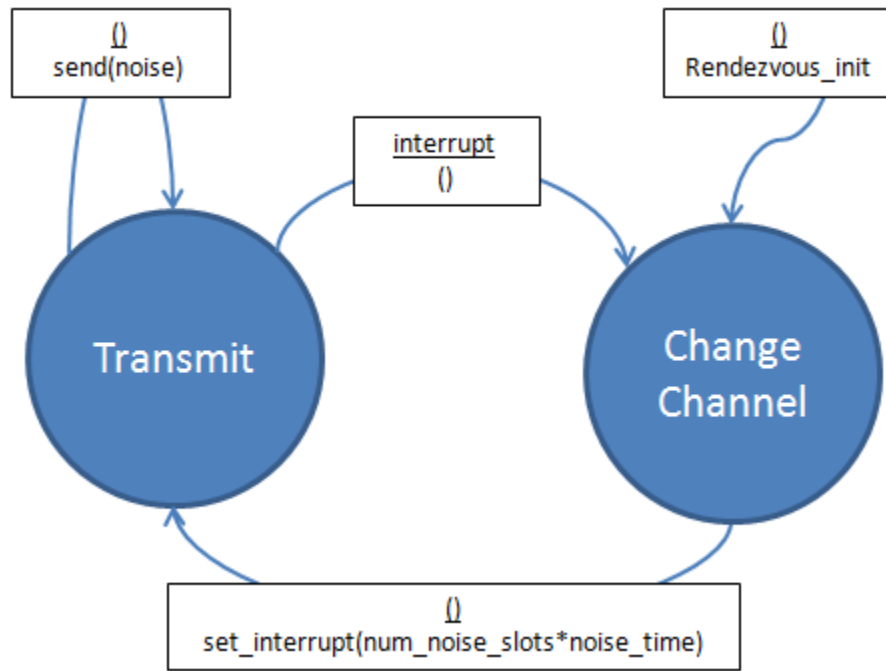 ()
send(noise)
()
Rendezvous_init
interrupt
()
Transmit
Change
Channel
()
set_interrupt(num_noise_slots*noise_time)